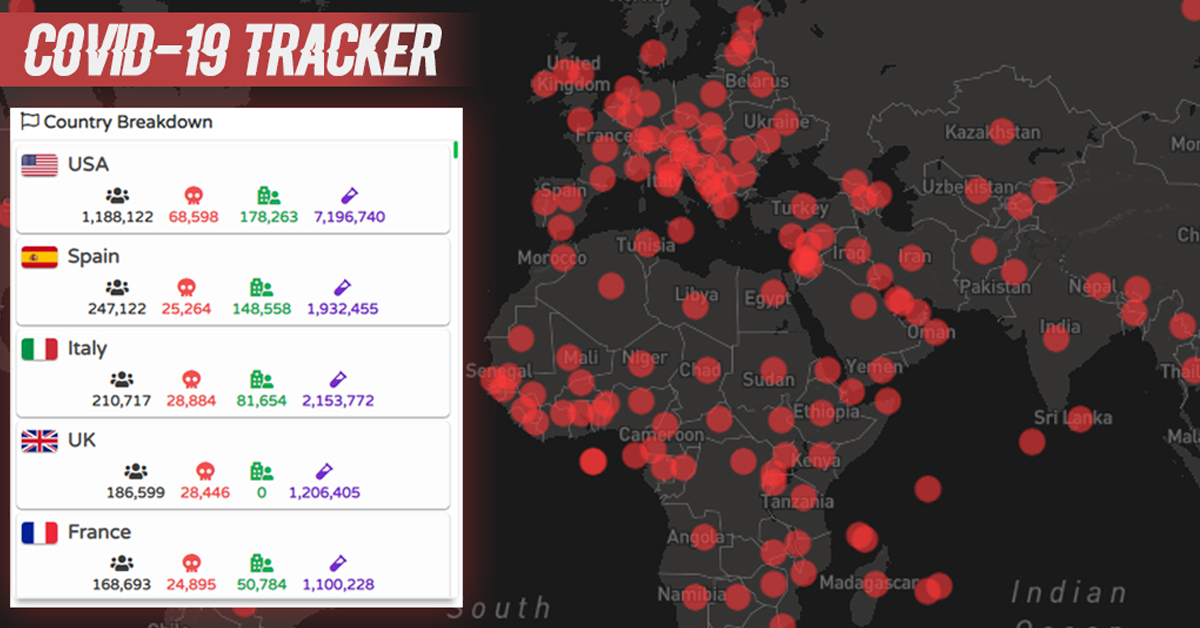 COVID-19 TRACKER
Country Breakdown
USA
1,188,122 68,598 178,263 7,196,740
Spain
247,122 25,264 148,558 1,932,455
Italy
210,717 28,884 81,654 2,153,772
UK
186,599 28,446 0 1,206,405
France
168,693 24,895 50,784 1,100,228
United
Kingdom
Belarus
Ukraine
France
Kazakhstan
Spain
Uzbekistan
Turkey
Tunisia
Morocco
Iraq
Iran
Pakistan
Nepal
Libya
Egypt
India
Oman
Mali
Niger
Chad
Sudan
Yemen
Senegal
Ethiopia
Sri Lanka
Cameroon
Kenya
Tanzania
Angola
Madagascar
Namibia
South
Indian
Ocean